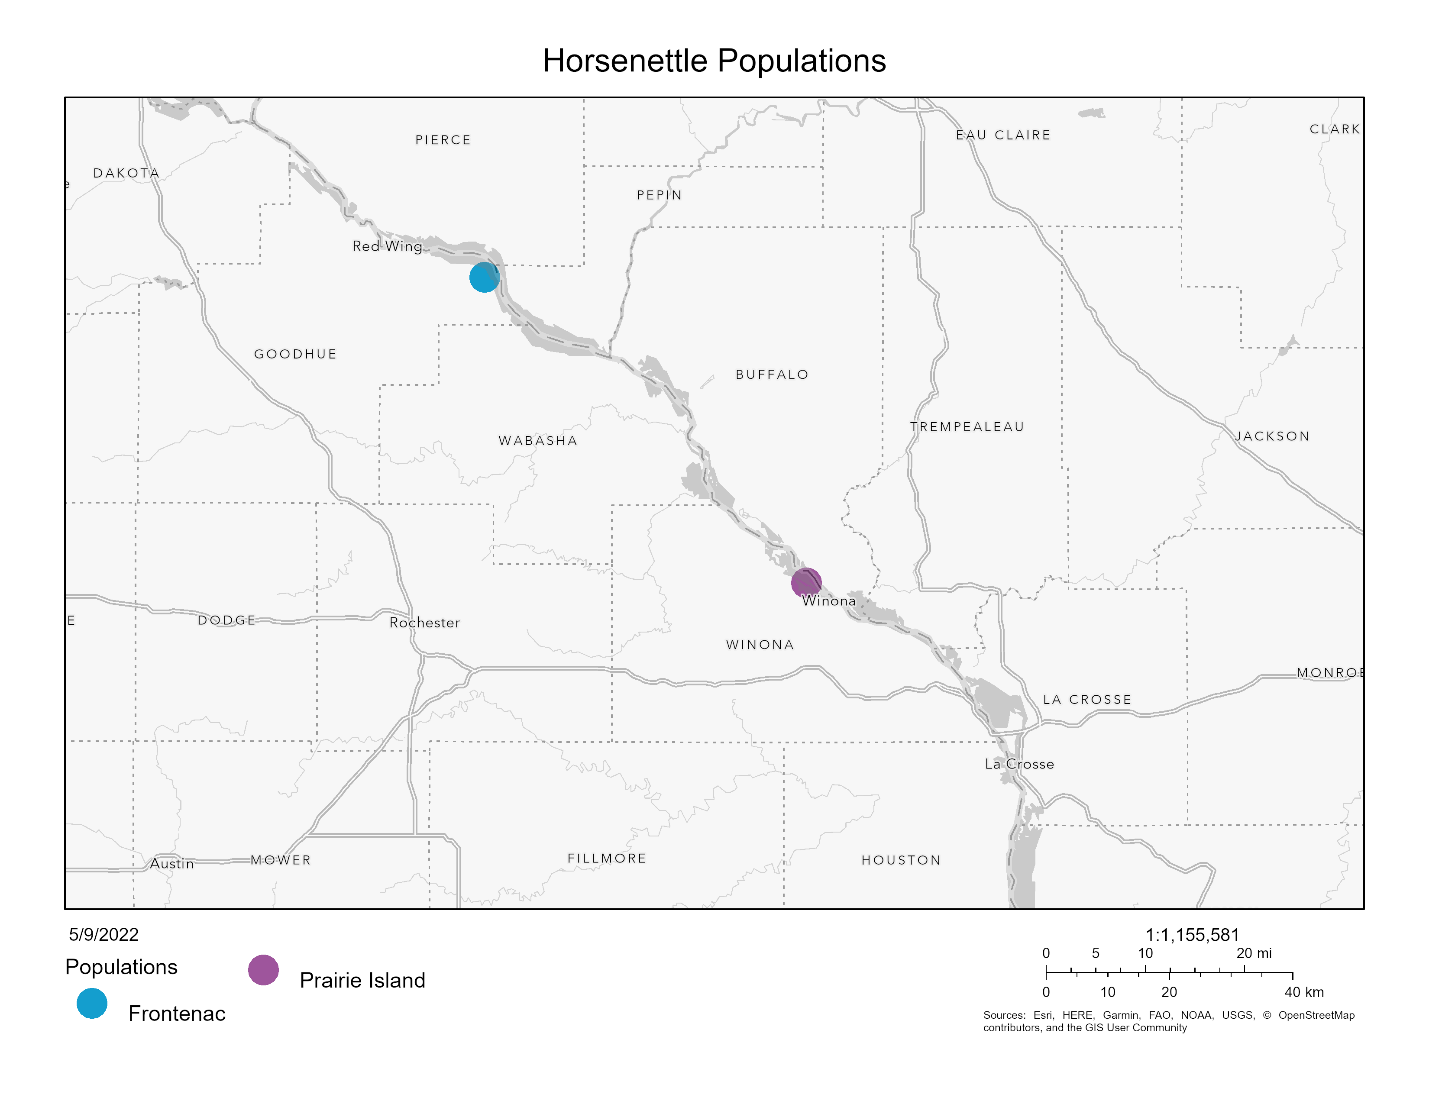 Horsenettle Populations
PIERCE
EAU CLAIRE
CLARK
DAKOTA
e
PEPIN
Red Wing
GOODHUE
BUFFALO
TREMPEALEAU
JACKSON
WABASHA
Winona
E
DODGE
Rochester
WINONA
MONROE
LA CROSSE
La Crosse
Austin
MOWER
FILLMORE
HOUSTON
5/9/2022
1:1,155,581
0 5 10 20 mi
0 10 20 40 km
Populations
Prairie Island
Frontenac
Sources: Esri, HERE, Garmin, FAO, NOAA, USGS, © OpenStreetMap
contributors, and the GIS User Community